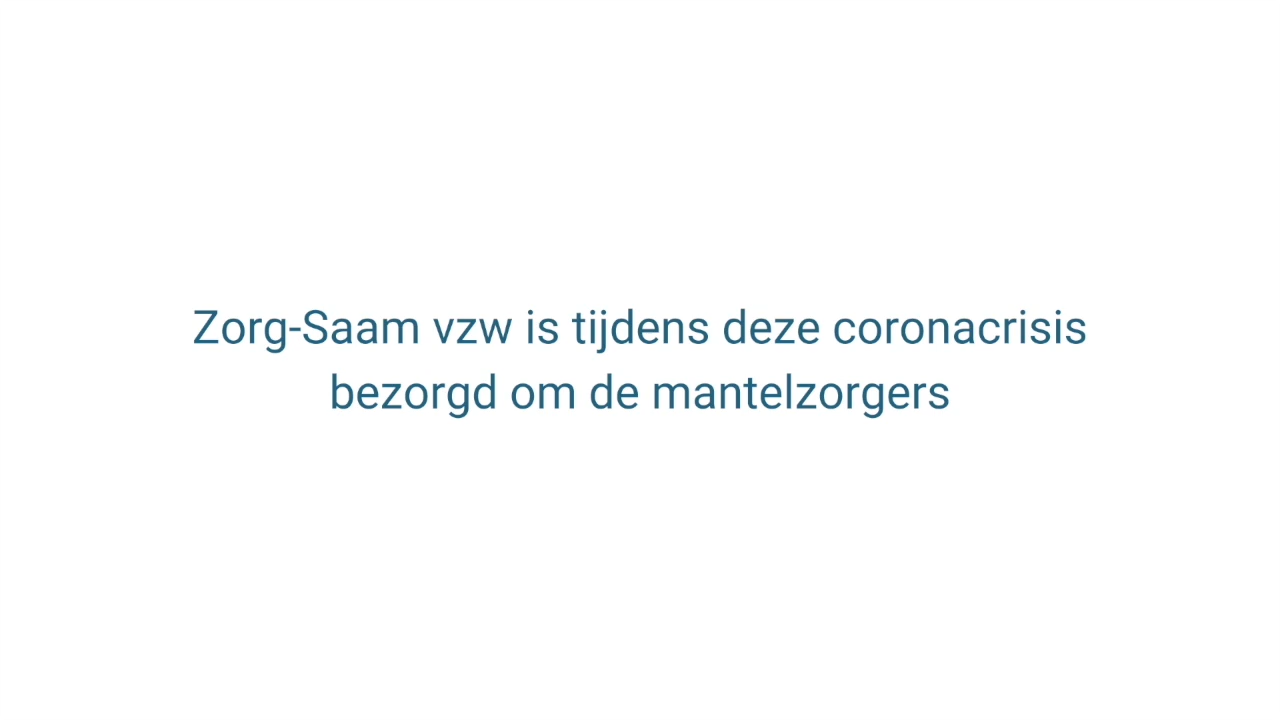 Zorg-Saam vzw is tijdens deze coronacrisis
bezorgd om de mantelzorgers